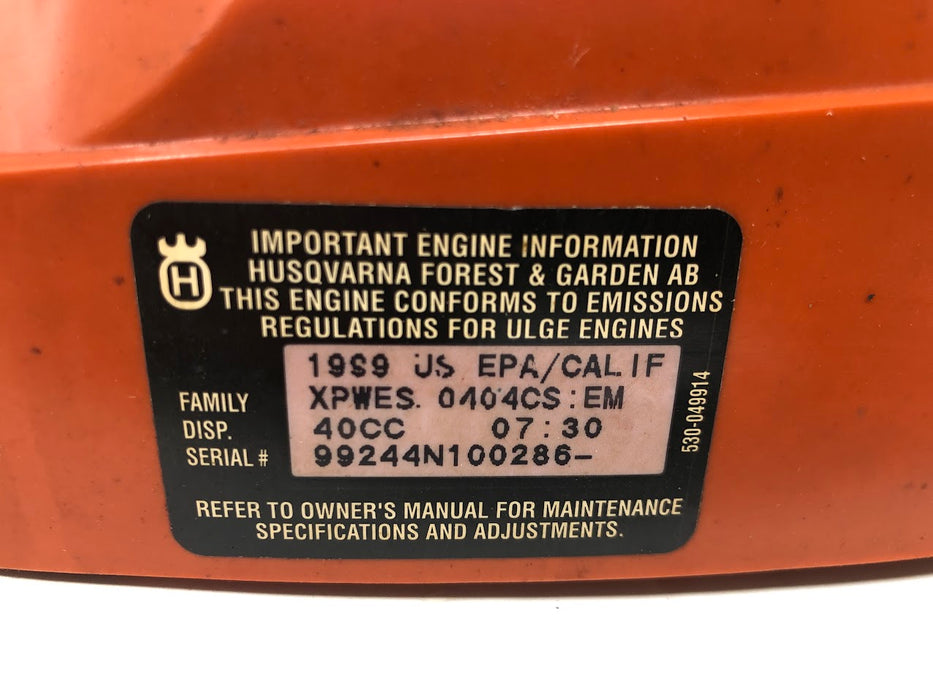 IMPORTANT ENGINE INFORMATION
HUSQVARNA FOREST & GARDEN AB
THIS ENGINE CONFORMS TO EMISSIONS
REGULATIONS FOR ULGE ENGINES
1999 US EPA/CALIF
FAMILY XPWES. 0404CS:EM
DISP. 40CC 07:30
SERIAL # 99244N100286-
530-049914
REFER TO OWNER'S MANUAL FOR MAINTENANCE
SPECIFICATIONS AND ADJUSTMENTS.